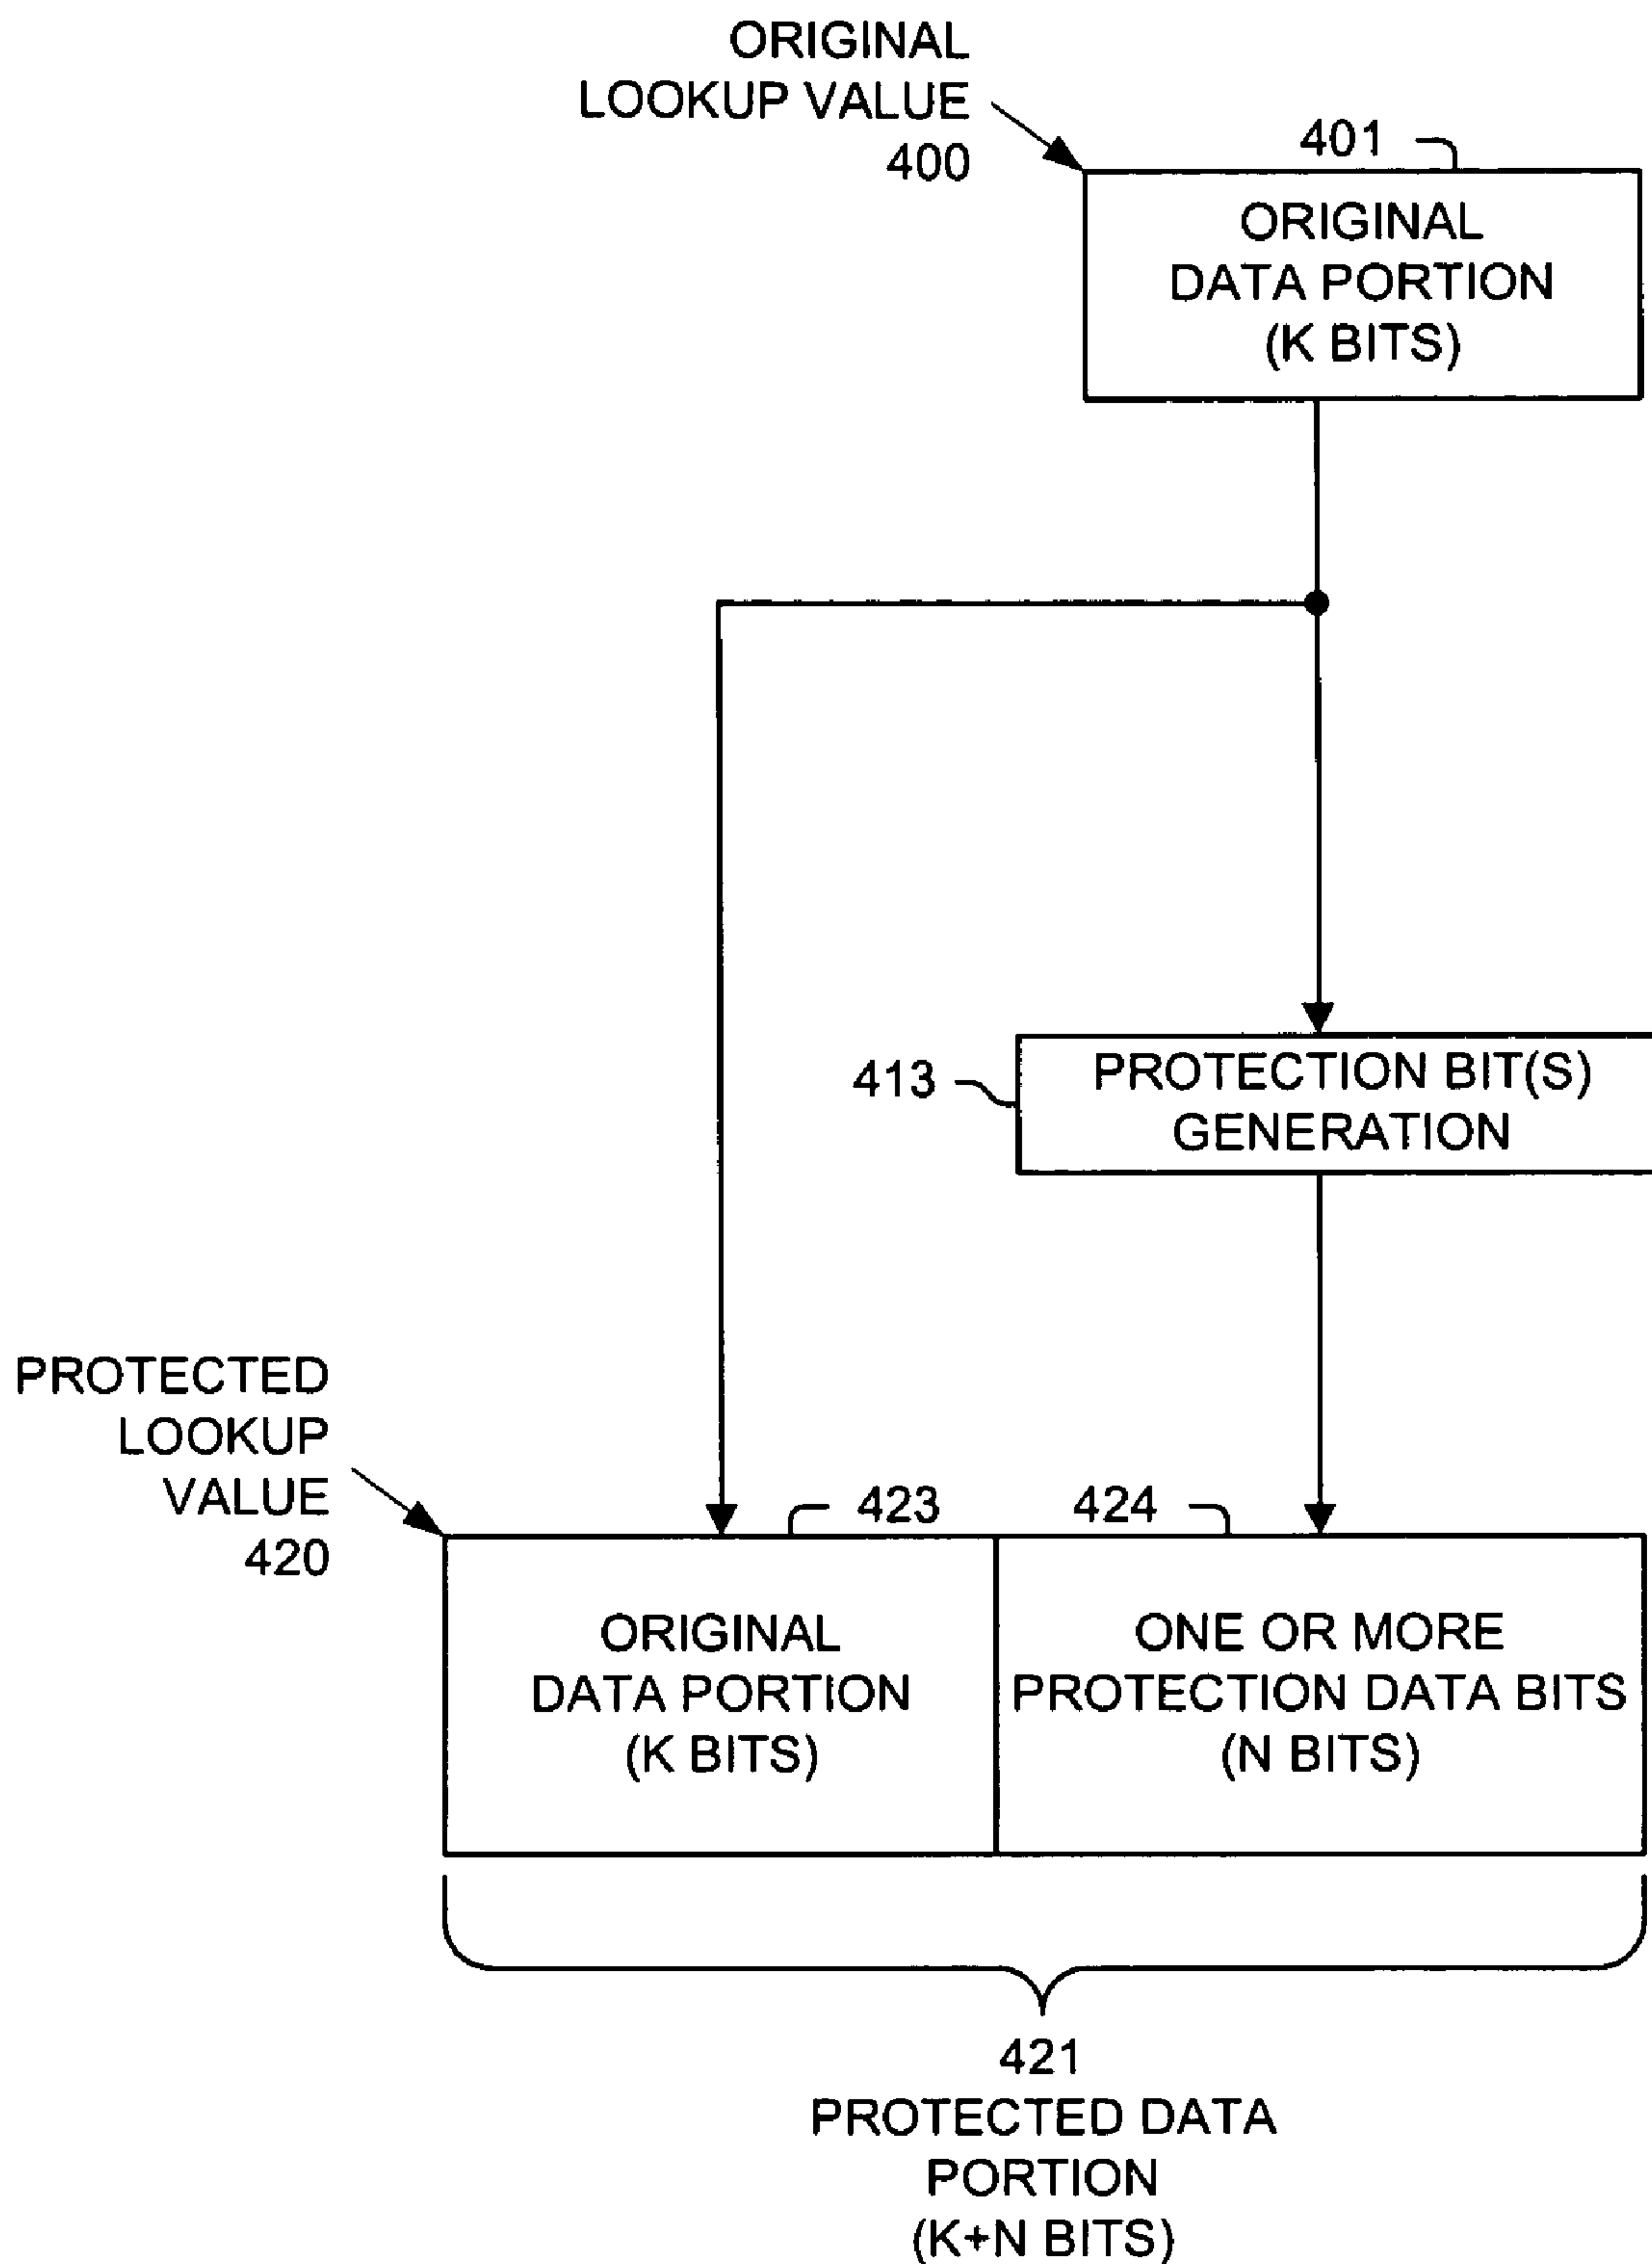 ORIGINAL
LOOKUP VALUE
400
401
ORIGINAL
DATA PORTION
(K BITS)
413
PROTECTION BIT(S)
GENERATION
PROTECTED
LOOKUP
VALUE
420
423
424
ORIGINAL
DATA PORTION
(K BITS)
ONE OR MORE
PROTECTION DATA BITS
(N BITS)
421
PROTECTED DATA
PORTION
(K+N BITS)